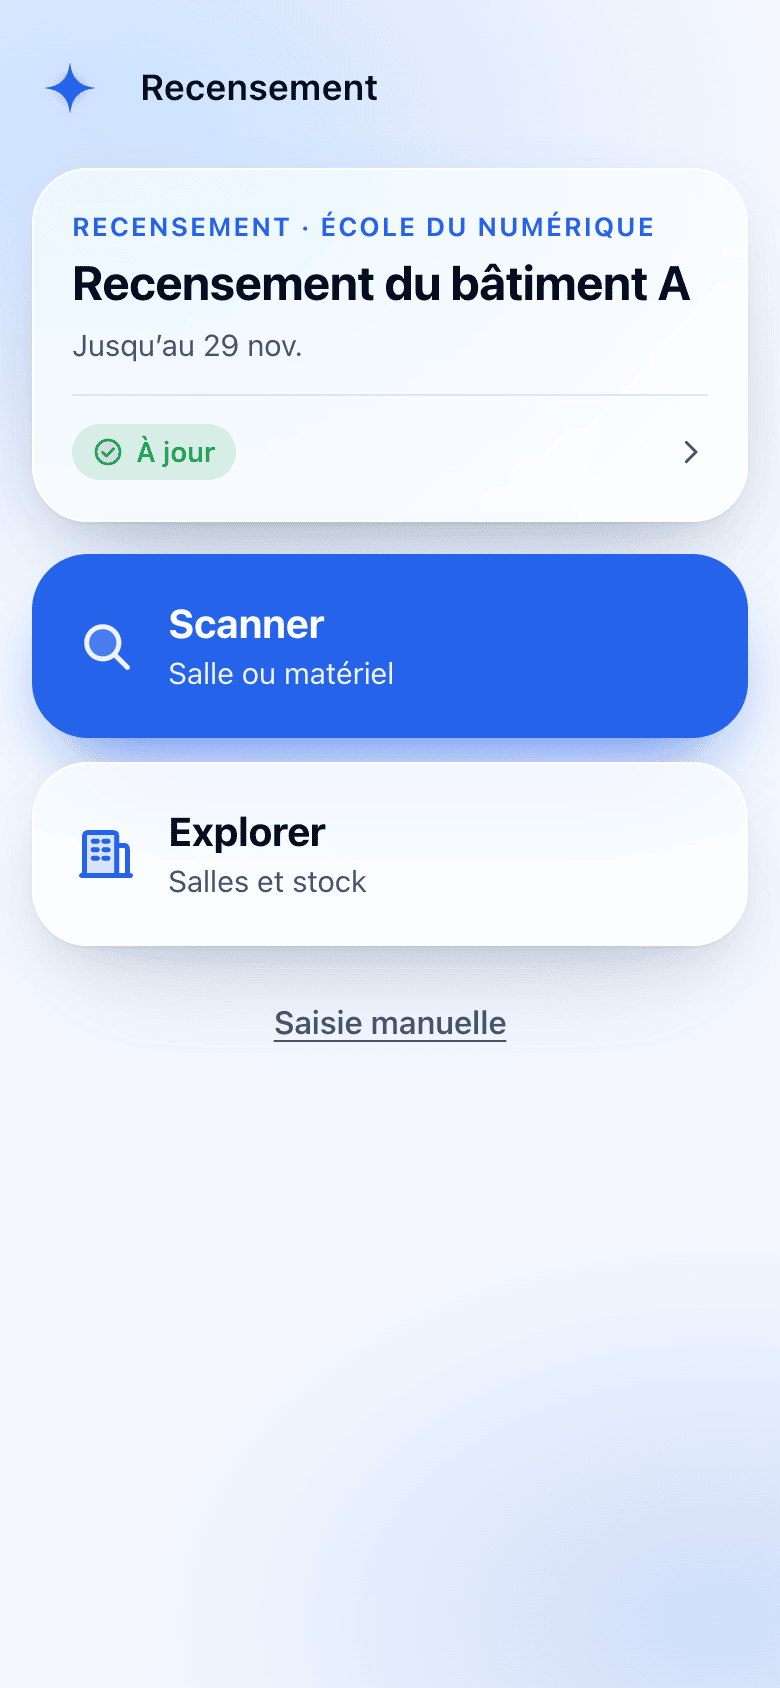 Recensement
RECENSEMENT · ÉCOLE DU NUMÉRIQUE
Recensement du bâtiment A
Jusqu’au 29 nov.
À jour
Scanner
Salle ou matériel
Explorer
Salles et stock
Saisie manuelle